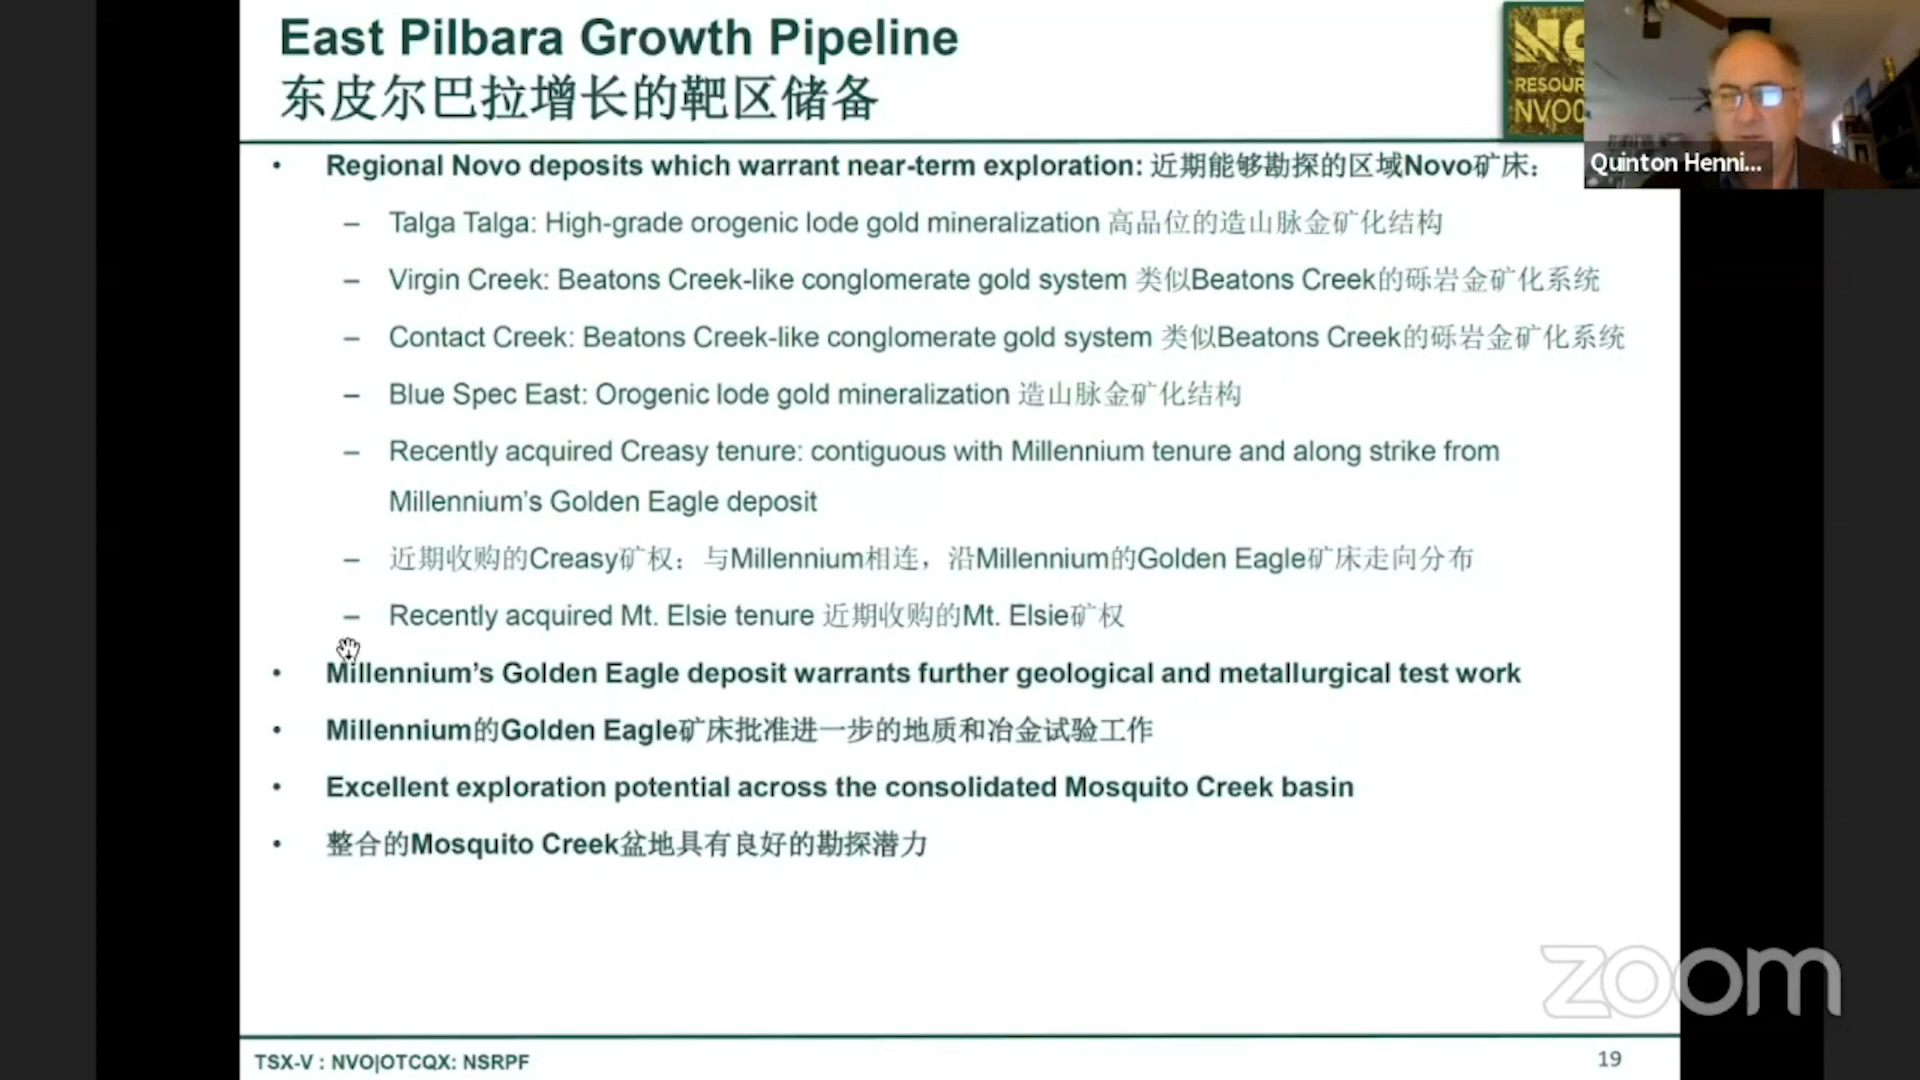 East Pilbara Growth Pipeline
东皮尔巴拉增长的靶区储备
RESOUR
NVO
Quinton Henni...
• Regional Novo deposits which warrant near-term exploration: 近期能够勘探的区域Novo矿床：
– Talga Talga: High-grade orogenic lode gold mineralization 高品位的造山脉金矿化结构
– Virgin Creek: Beatons Creek-like conglomerate gold system 类似Beatons Creek的砾岩金矿化系统
– Contact Creek: Beatons Creek-like conglomerate gold system 类似Beatons Creek的砾岩金矿化系统
– Blue Spec East: Orogenic lode gold mineralization 造山脉金矿化结构
– Recently acquired Creasy tenure: contiguous with Millennium tenure and along strike from
Millennium’s Golden Eagle deposit
– 近期收购的Creasy矿权：与Millennium相连，沿Millennium的Golden Eagle矿床走向分布
– Recently acquired Mt. Elsie tenure 近期收购的Mt. Elsie矿权
• Millennium’s Golden Eagle deposit warrants further geological and metallurgical test work
• Millennium的Golden Eagle矿床批准进一步的地质和冶金试验工作
• Excellent exploration potential across the consolidated Mosquito Creek basin
• 整合的Mosquito Creek盆地具有良好的勘探潜力
zoom
TSX-V : NVO|OTCQX: NSRPF
19